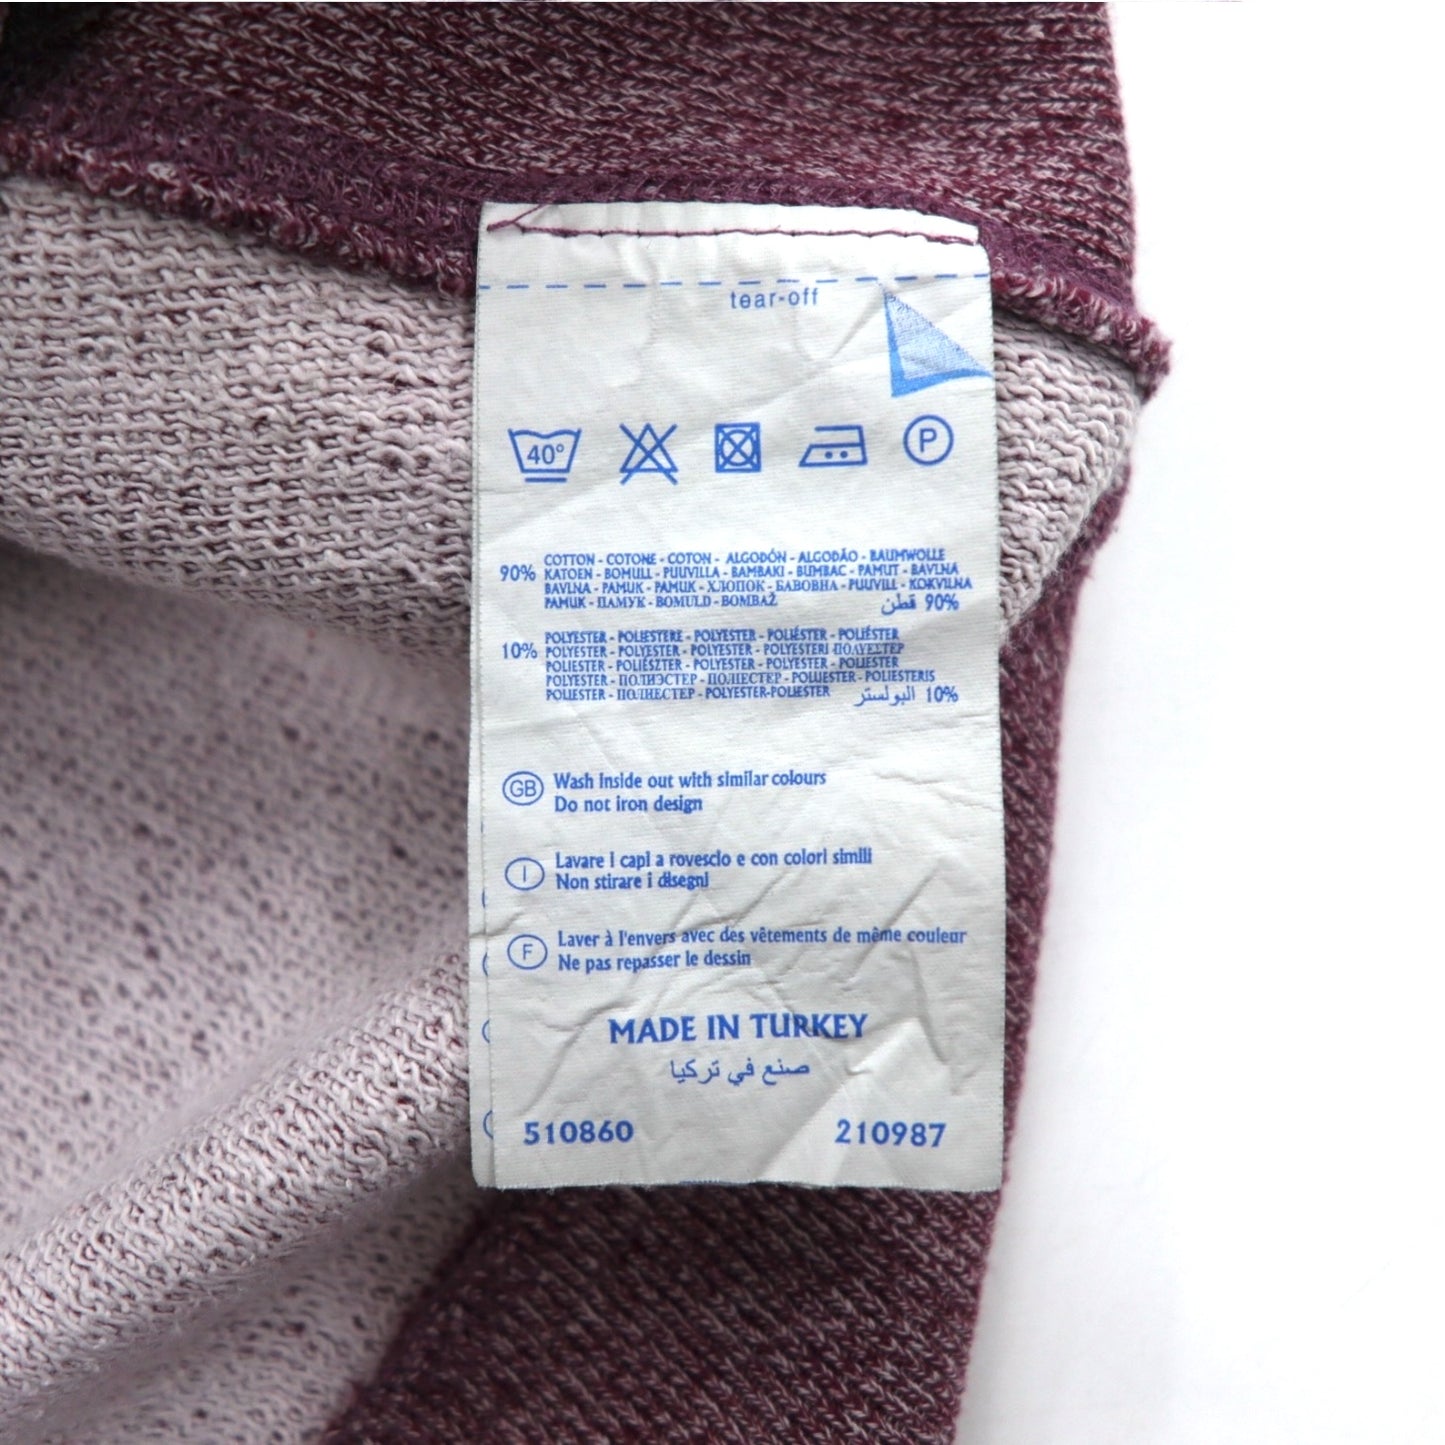 tear-off
40°
P
90% COTTON - COTONE - COTON - ALGODÓN - ALGODÃO - BAUMWOLLE
KATOEN - BOMULL - PUUVILLA - BAMBAKI - BUMBAC - PAMUT - BAVLNA
BAVLNA - PAMUK - PAMUK - ХЛОПОК - БАВОВНА - PUUVILL - KOKVILNA
PAMUK - ПАМУК - BOMULD - BOMBAŽ 90% قطن
10% POLYESTER - POLIESTERE - POLYESTER - POLIÉSTER - POLIÉSTER
POLYESTER - POLYESTER - POLYESTER - POLYESTERI -ΠΟΛΥΕΣΤΕΡ
POLIESTER - POLIÉSZTER - POLYESTER - POLYESTER - POLIESTER
POLYESTER - ПОЛИЭСТЕР - ПОЛІЕСТЕР - POLUESTER - POLIESTERIS
POLIESTER - ПОЛИЕСТЕР - POLYESTER-POLIESTER 10% البولستر
GB Wash inside out with similar colours
Do not iron design
I Lavare i capi a rovescio e con colori simili
Non stirare i disegni
F Laver à l'envers avec des vêtements de même couleur
Ne pas repasser le dessin
MADE IN TURKEY
صنع في تركيا
510860 210987